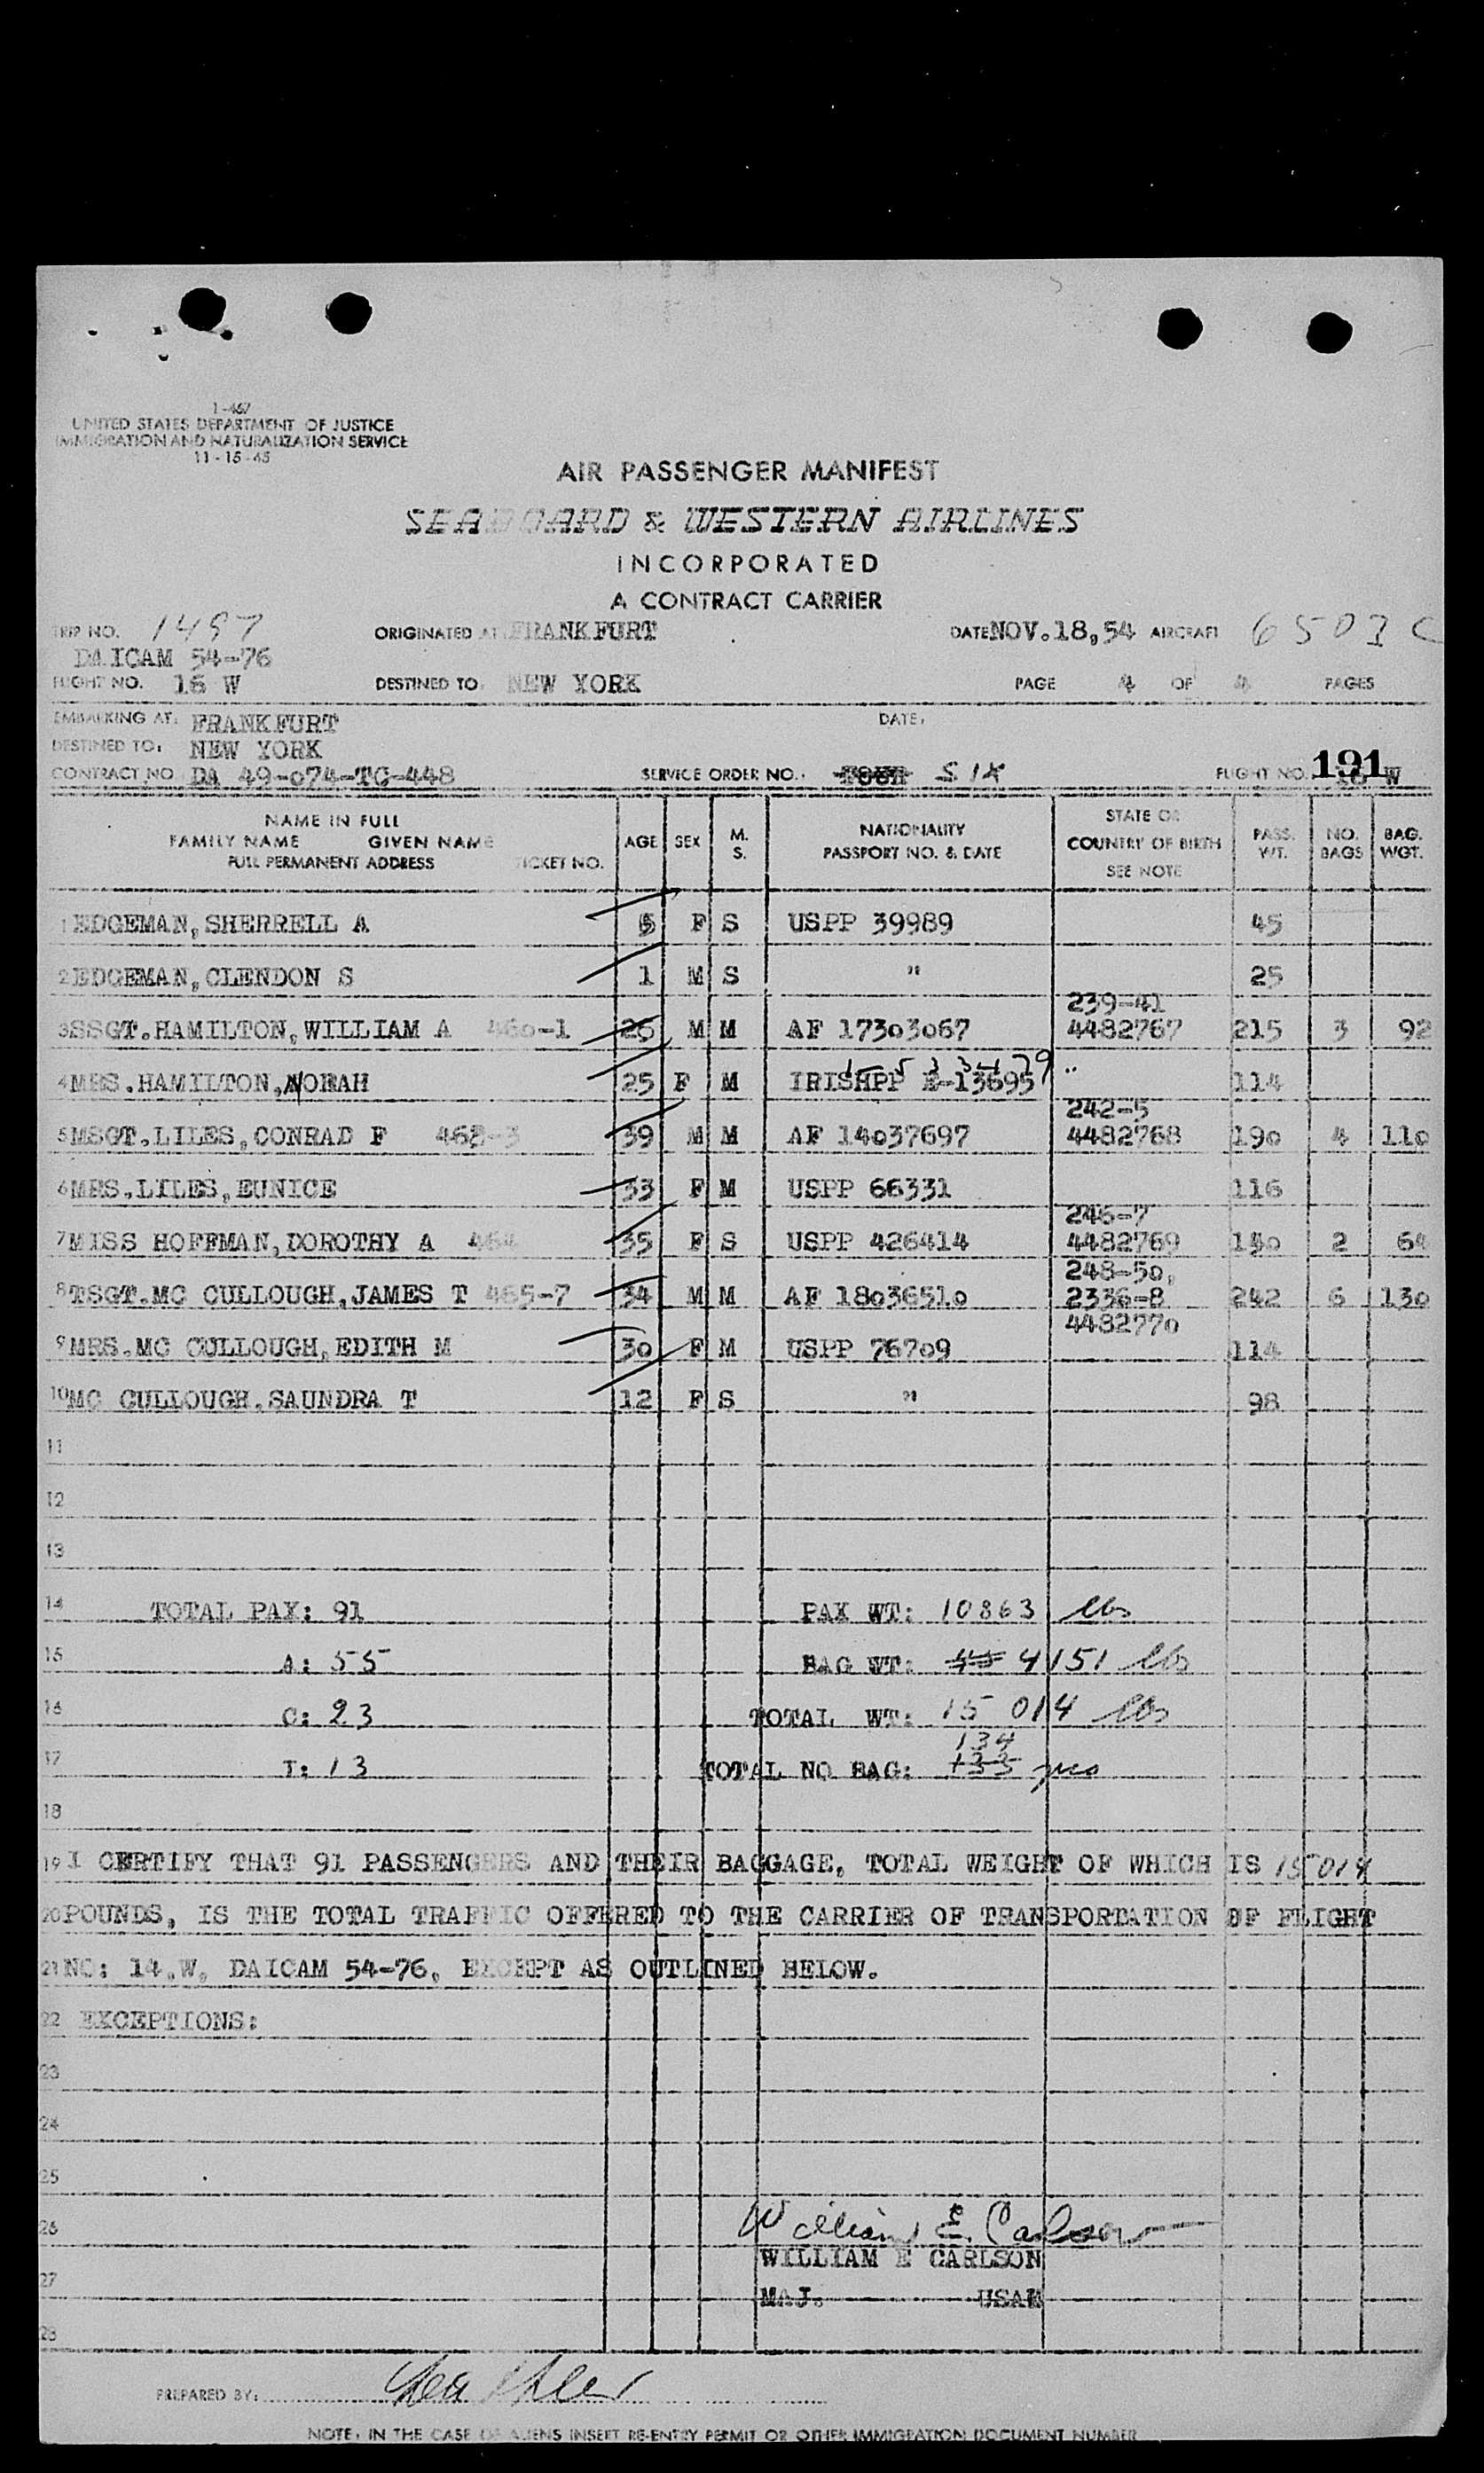 I-467
UNITED STATES DEPARTMENT OF JUSTICE
IMMIGRATION AND NATURALIZATION SERVICE
11-15-45
AIR PASSENGER MANIFEST
SEABOARD & WESTERN AIRLINES
INCORPORATED
A CONTRACT CARRIER
TRIP NO. 1497 ORIGINATED AT FRANKFURT DATE NOV.18,54 AIRCRAFT 6503 C
DAICAM 54-76
FLIGHT NO. 16 W DESTINED TO: NEW YORK PAGE 4 OF 4 PAGES
EMBARKING AT: FRANKFURT DATE:
DESTINED TO: NEW YORK
CONTRACT NO. DA 49-074-TC-448 SERVICE ORDER NO.: SIX FLIGHT NO. 191 W
NAME IN FULL
FAMILY NAME GIVEN NAME
FULL PERMANENT ADDRESS TICKET NO. AGE SEX M. S. NATIONALITY PASSPORT NO. & DATE STATE OR COUNTRY OF BIRTH SEE NOTE PASS. WT. NO. BAGS BAG. WGT.
1 EDGEMAN,SHERRELL A F S USPP 39989 45
2 EDGEMAN,CLENDON S 1 M S " 25
239-41
3 SSGT.HAMILTON,WILLIAM A 460-1 26 M M AF 17303067 4482767 215 3 92
4 MRS.HAMILTON,NORAH 25 F M IRISHPP E-13695 " 114
242-5
5 MSGT.LILES,CONRAD F 39 M M AF 14037697 4482768 190 4 110
6 MRS.LILES,EUNICE 33 F M USPP 66331 116
246-7
7 MISS HOFFMAN,DOROTHY A 464 35 F S USPP 426414 4482769 2 64
248-50,
8 TSGT.MC CULLOUGH,JAMES T 465-7 34 M M AF 18036510 2336-8 242 6 130
4482770
9 MRS.MC CULLOUGH,EDITH M 30 F M USPP 76709 114
10 MC CULLOUGH,SAUNDRA T 12 F S " 98
11
12
13
14 TOTAL PAX: 91 PAX WT: 10863 lbs
15 A: 55 BAG WT: 4151 lbs
16 C: 23 TOTAL WT: 15 014 lbs
134
17 I: 13 TOTAL NO BAG: 133 pcs
18
19 I CERTIFY THAT 91 PASSENGERS AND THEIR BAGGAGE, TOTAL WEIGHT OF WHICH IS 15014
20 POUNDS, IS THE TOTAL TRAFFIC OFFERED TO THE CARRIER OF TRANSPORTATION OF FLIGHT
21 NO: 14.W. DAICAM 54-76, EXCEPT AS OUTLINED BELOW.
22 EXCEPTIONS:
23
24
25
26 William E. Carlson
WILLIAM E CARLSON
27
MAJ. USAF
28
PREPARED BY:
NOTE: IN THE CASE OF ALIENS INSERT RE-ENTRY PERMIT OR OTHER IMMIGRATION DOCUMENT NUMBER